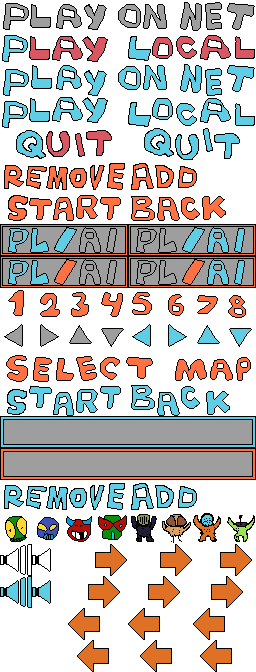 PLAY ON NET
PLAY LOCAL
PLAY ON NET
PLAY LOCAL
QUIT QUIT
REMOVE ADD
START BACK
PL/AI PL/AI
PL/AI PL/AI
1 2 3 4 5 6 7 8
SELECT MAP
START BACK
REMOVE ADD